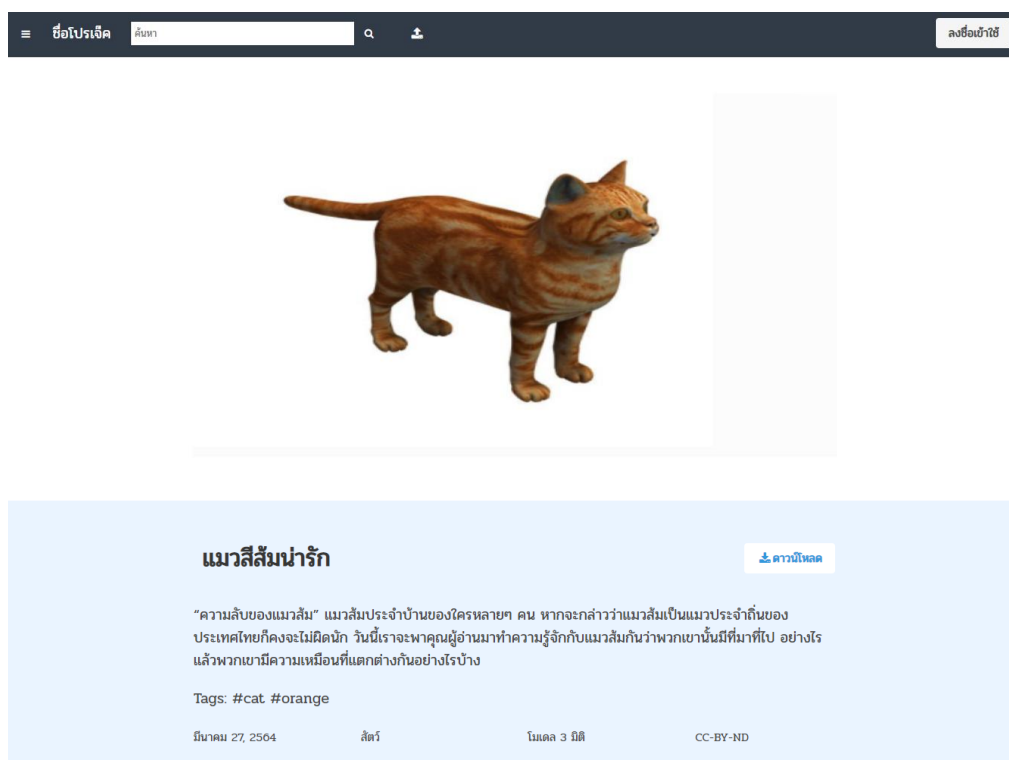 ชื่อโปรเจ็ค ค้นหา ลงชื่อเข้าใช้
แมวสีส้มน่ารัก ดาวน์โหลด
“ความลับของแมวส้ม” แมวส้มประจำบ้านของใครหลายๆ คน หากจะกล่าวว่าแมวส้มเป็นแมวประจำถิ่นของ
ประเทศไทยก็คงจะไม่ผิดนัก วันนี้เราจะพาคุณผู้อ่านมาทำความรู้จักกับแมวส้มกันว่าพวกเขานั้นมีที่มาที่ไป อย่างไร
แล้วพวกเขามีความเหมือนที่แตกต่างกันอย่างไรบ้าง
Tags: #cat #orange
มีนาคม 27, 2564 สัตว์ โมเดล 3 มิติ CC-BY-ND